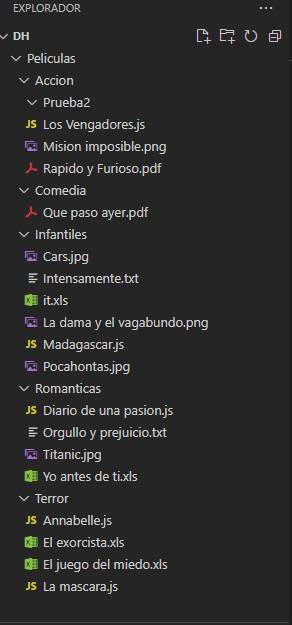 EXPLORADOR
DH
Peliculas
Accion
Prueba2
JS Los Vengadores.js
Mision imposible.png
Rapido y Furioso.pdf
Comedia
Que paso ayer.pdf
Infantiles
Cars.jpg
Intensamente.txt
it.xls
La dama y el vagabundo.png
JS Madagascar.js
Pocahontas.jpg
Romanticas
JS Diario de una pasion.js
Orgullo y prejuicio.txt
Titanic.jpg
Yo antes de ti.xls
Terror
JS Annabelle.js
El exorcista.xls
El juego del miedo.xls
JS La mascara.js